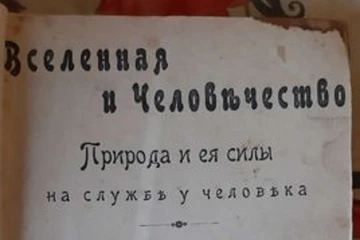 Вселенная
и Человѣчество
Природа и ея силы
на службѣ у человѣка